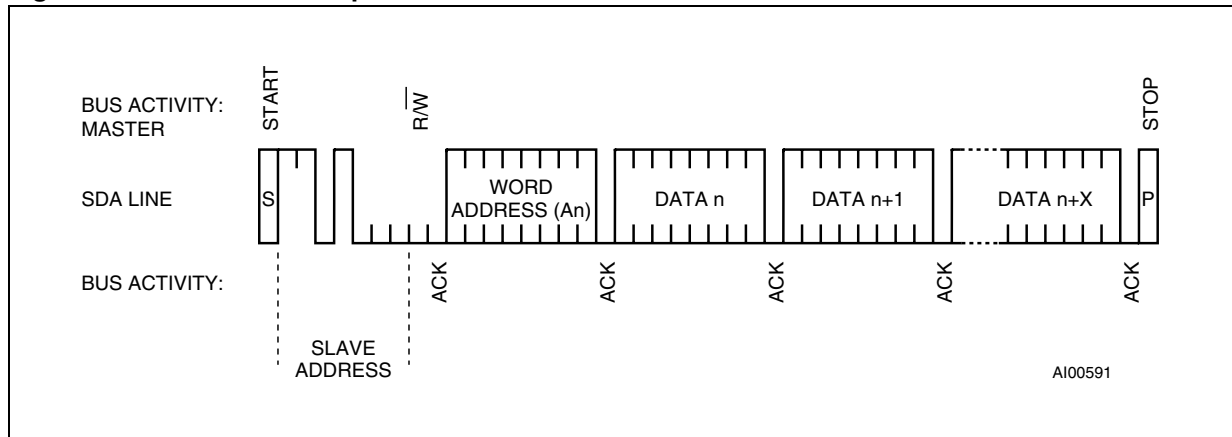 BUS ACTIVITY:
MASTER
START
R/W
STOP
SDA LINE
S
WORD
ADDRESS (An)
DATA n
DATA n+1
DATA n+X
P
BUS ACTIVITY:
ACK
ACK
ACK
ACK
ACK
SLAVE
ADDRESS
AI00591